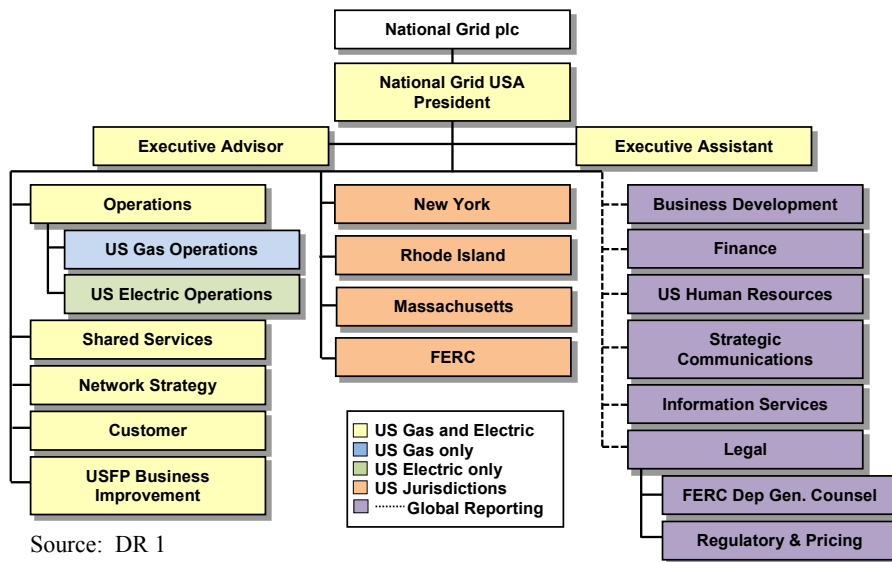 National Grid plc
National Grid USA
President
Executive Advisor
Executive Assistant
Operations
US Gas Operations
US Electric Operations
Shared Services
Network Strategy
Customer
USFP Business
Improvement
New York
Rhode Island
Massachusetts
FERC
US Gas and Electric
US Gas only
US Electric only
US Jurisdictions
Global Reporting
Business Development
Finance
US Human Resources
Strategic
Communications
Information Services
Legal
FERC Dep Gen. Counsel
Regulatory & Pricing
Source: DR 1